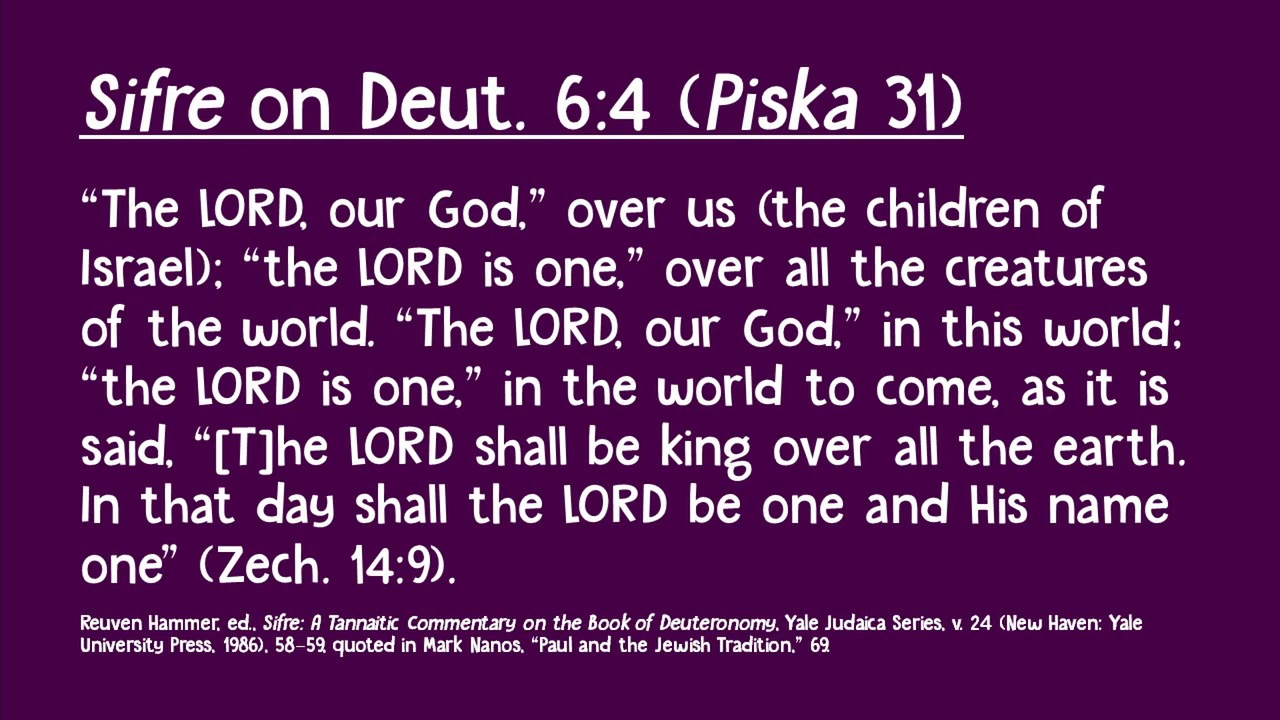 Sifre on Deut. 6:4 (Piska 31)
“The LORD, our God,” over us (the children of
Israel); “the LORD is one,” over all the creatures
of the world. “The LORD, our God,” in this world;
“the LORD is one,” in the world to come, as it is
said, “[T]he LORD shall be king over all the earth.
In that day shall the LORD be one and His name
one” (Zech. 14:9).
Reuven Hammer, ed., Sifre: A Tannaitic Commentary on the Book of Deuteronomy, Yale Judaica Series, v. 24 (New Haven: Yale
University Press, 1986), 58–59, quoted in Mark Nanos, “Paul and the Jewish Tradition,” 69.